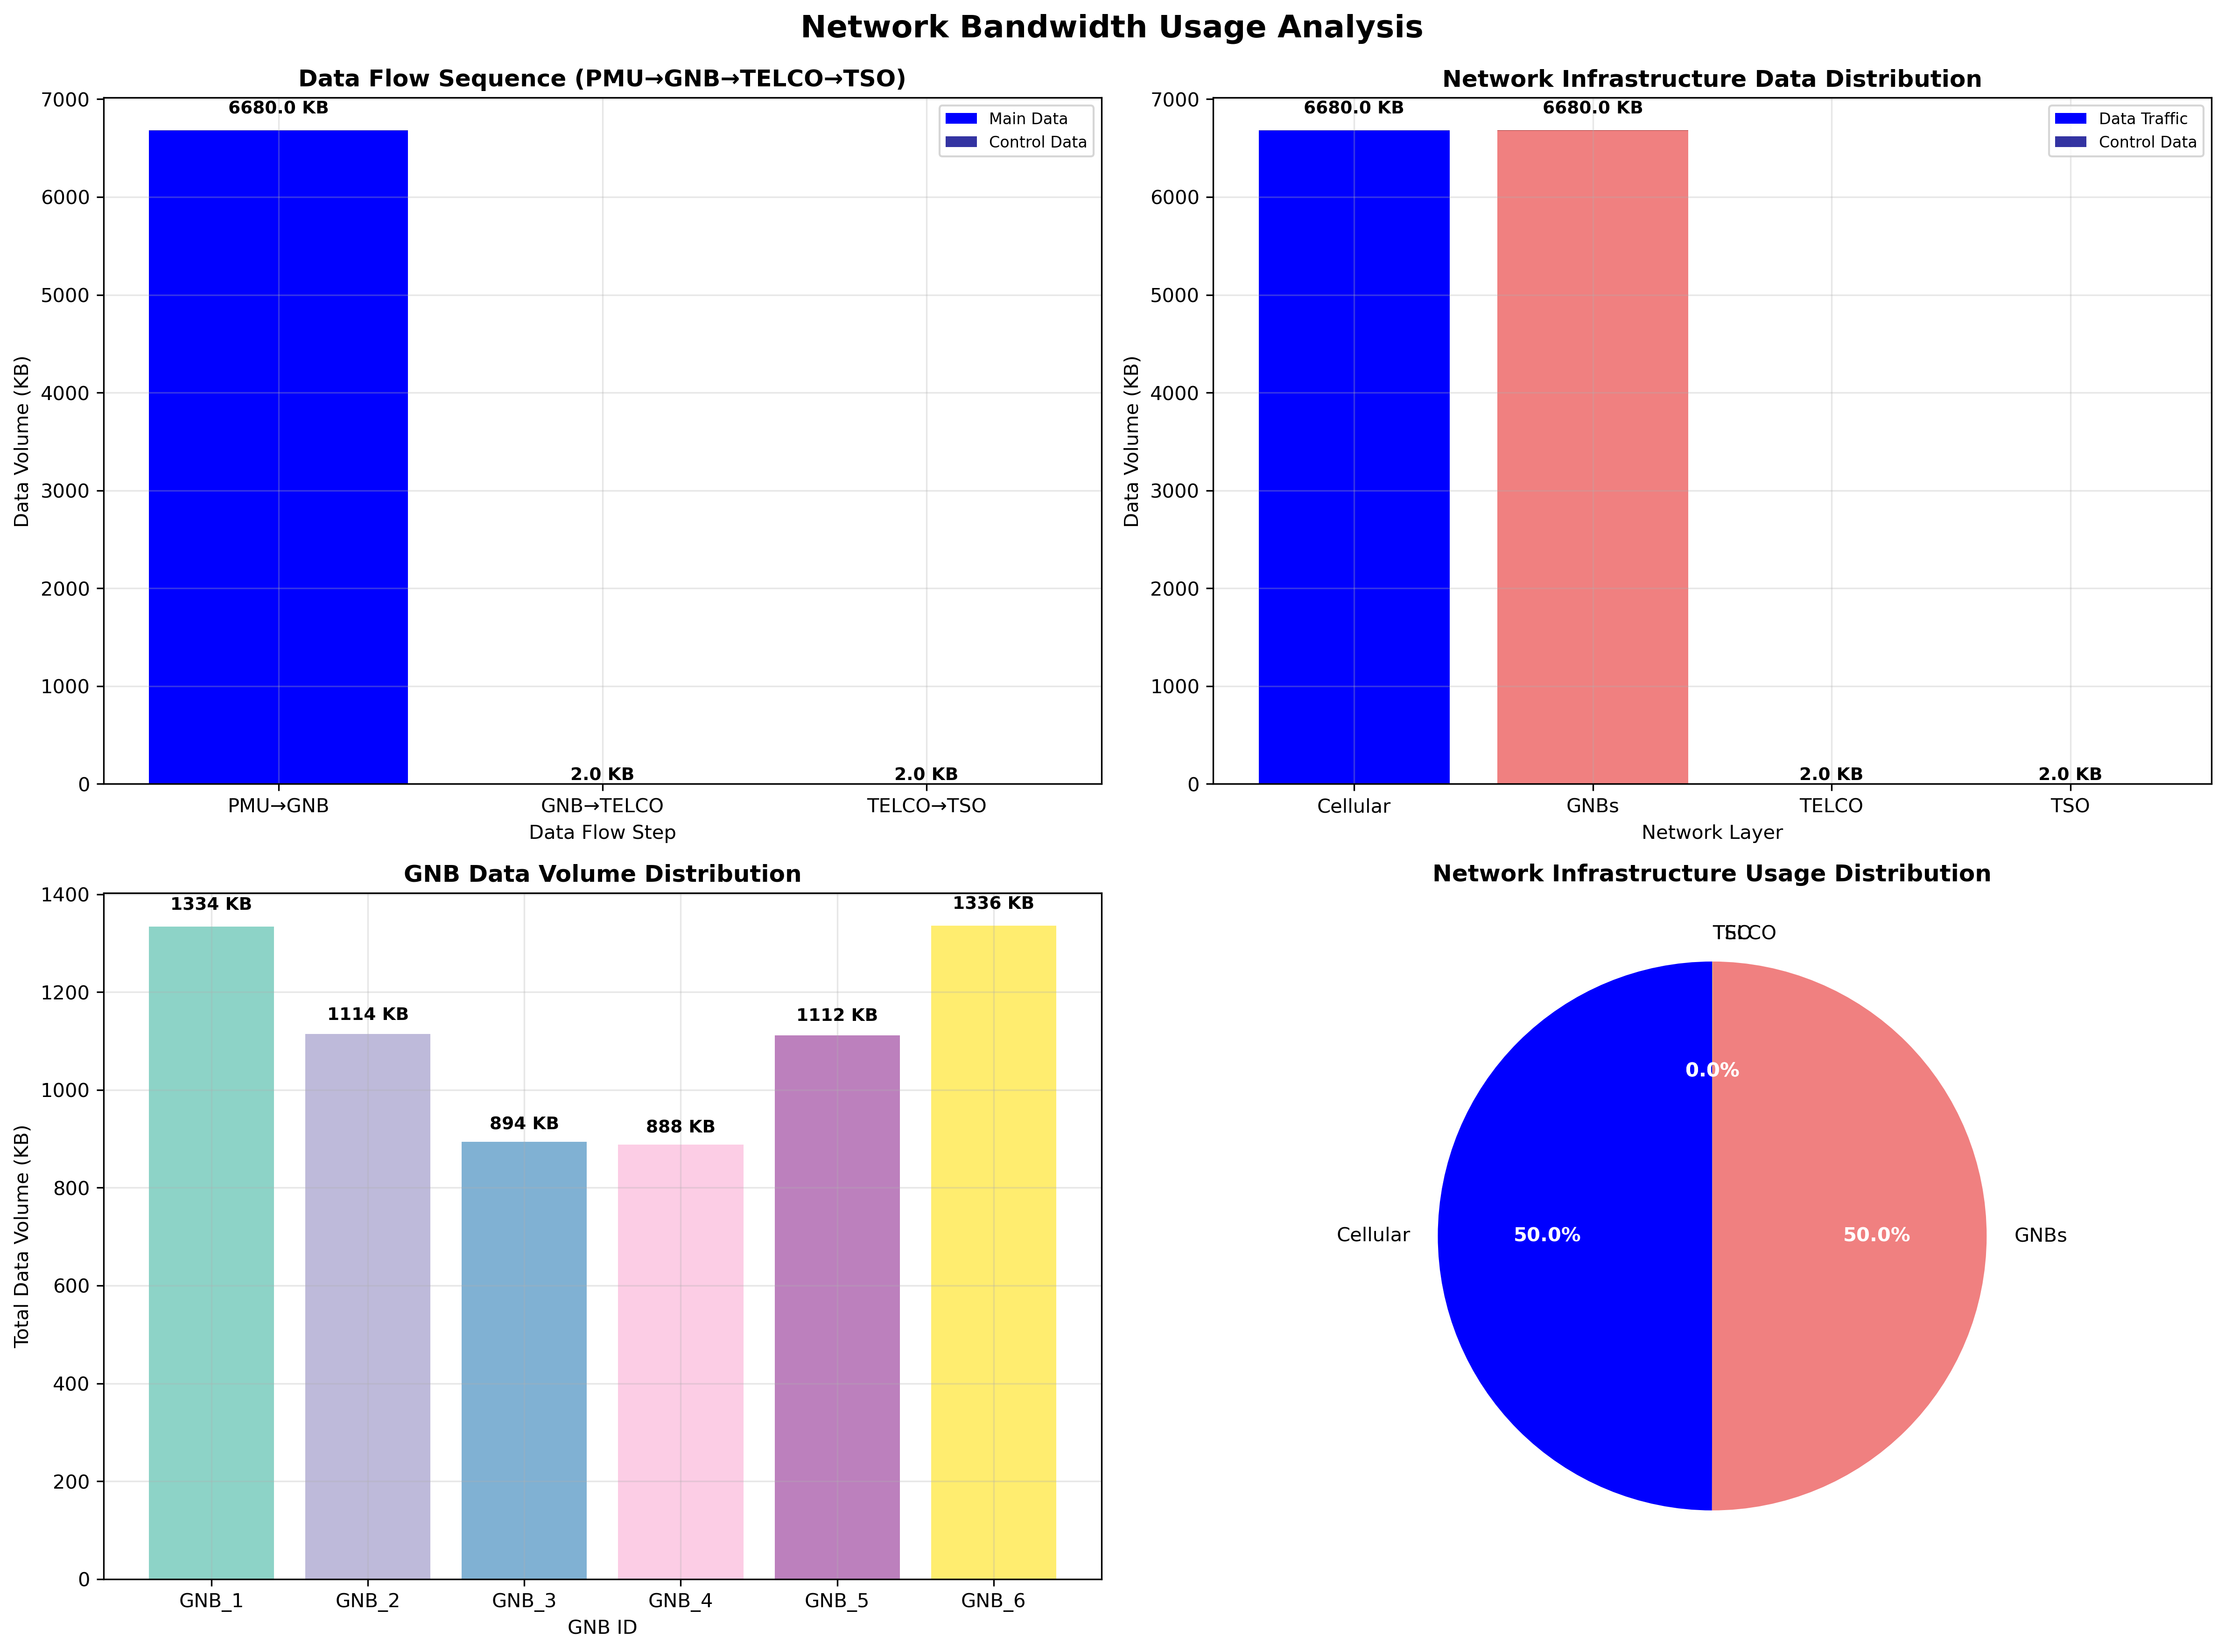 Network Bandwidth Usage Analysis
Data Flow Sequence (PMU→GNB→TELCO→TSO)
7000
6000
5000
4000
3000
2000
1000
0
Data Volume (KB)
6680.0 KB
2.0 KB
2.0 KB
Main Data
Control Data
PMU→GNB
GNB→TELCO
TELCO→TSO
Data Flow Step
Network Infrastructure Data Distribution
7000
6000
5000
4000
3000
2000
1000
0
Data Volume (KB)
6680.0 KB
6680.0 KB
2.0 KB
2.0 KB
Data Traffic
Control Data
Cellular
GNBs
TELCO
TSO
Network Layer
GNB Data Volume Distribution
1400
1200
1000
800
600
400
200
0
Total Data Volume (KB)
1334 KB
1114 KB
894 KB
888 KB
1112 KB
1336 KB
GNB_1
GNB_2
GNB_3
GNB_4
GNB_5
GNB_6
GNB ID
Network Infrastructure Usage Distribution
TSO
TELCO
0.0%
Cellular
50.0%
50.0%
GNBs